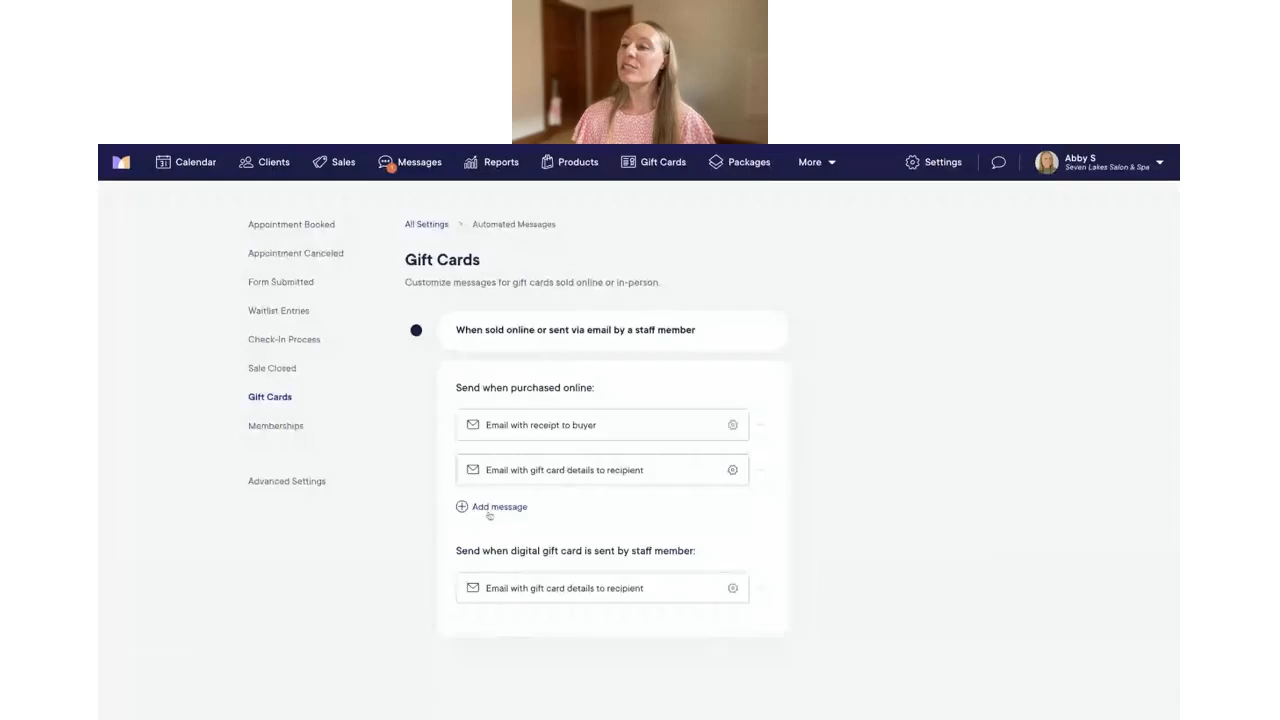 Calendar
Clients
Sales
Messages
Reports
Products
Gift Cards
Packages
More
Settings
Abby S
Seven Lakes Salon & Spa
Appointment Booked
Appointment Canceled
Form Submitted
Waitlist Entries
Check-In Process
Sale Closed
Gift Cards
Memberships
Advanced Settings
All Settings > Automated Messages
Gift Cards
Customize messages for gift cards sold online or in-person.
When sold online or sent via email by a staff member
Send when purchased online:
Email with receipt to buyer
Email with gift card details to recipient
Add message
Send when digital gift card is sent by staff member:
Email with gift card details to recipient